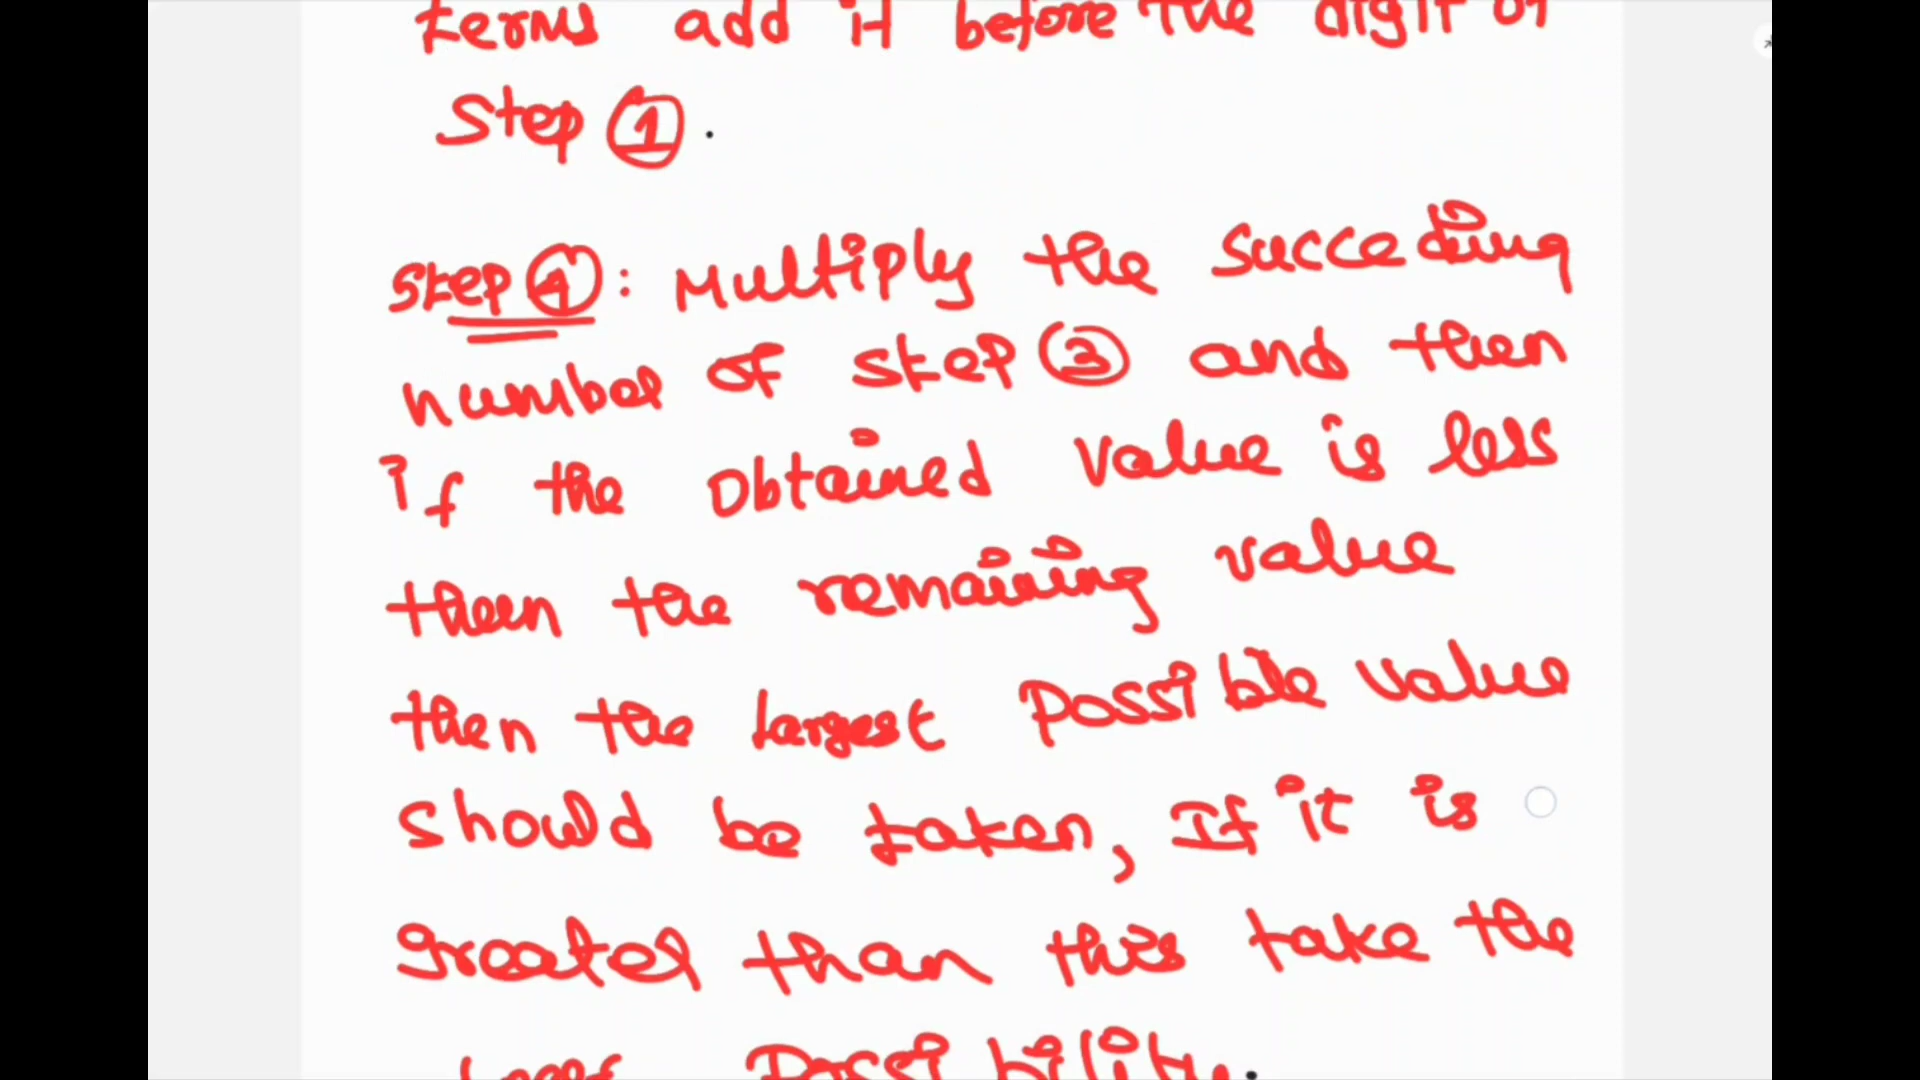 terms add it before the digit of
Step ① .
Step ④ : Multiply the succeding
number of step ③ and then
if the obtained value is less
then the remaining value
then the largest possible value
should be taken, If it is
greater than this take the
least possibility.